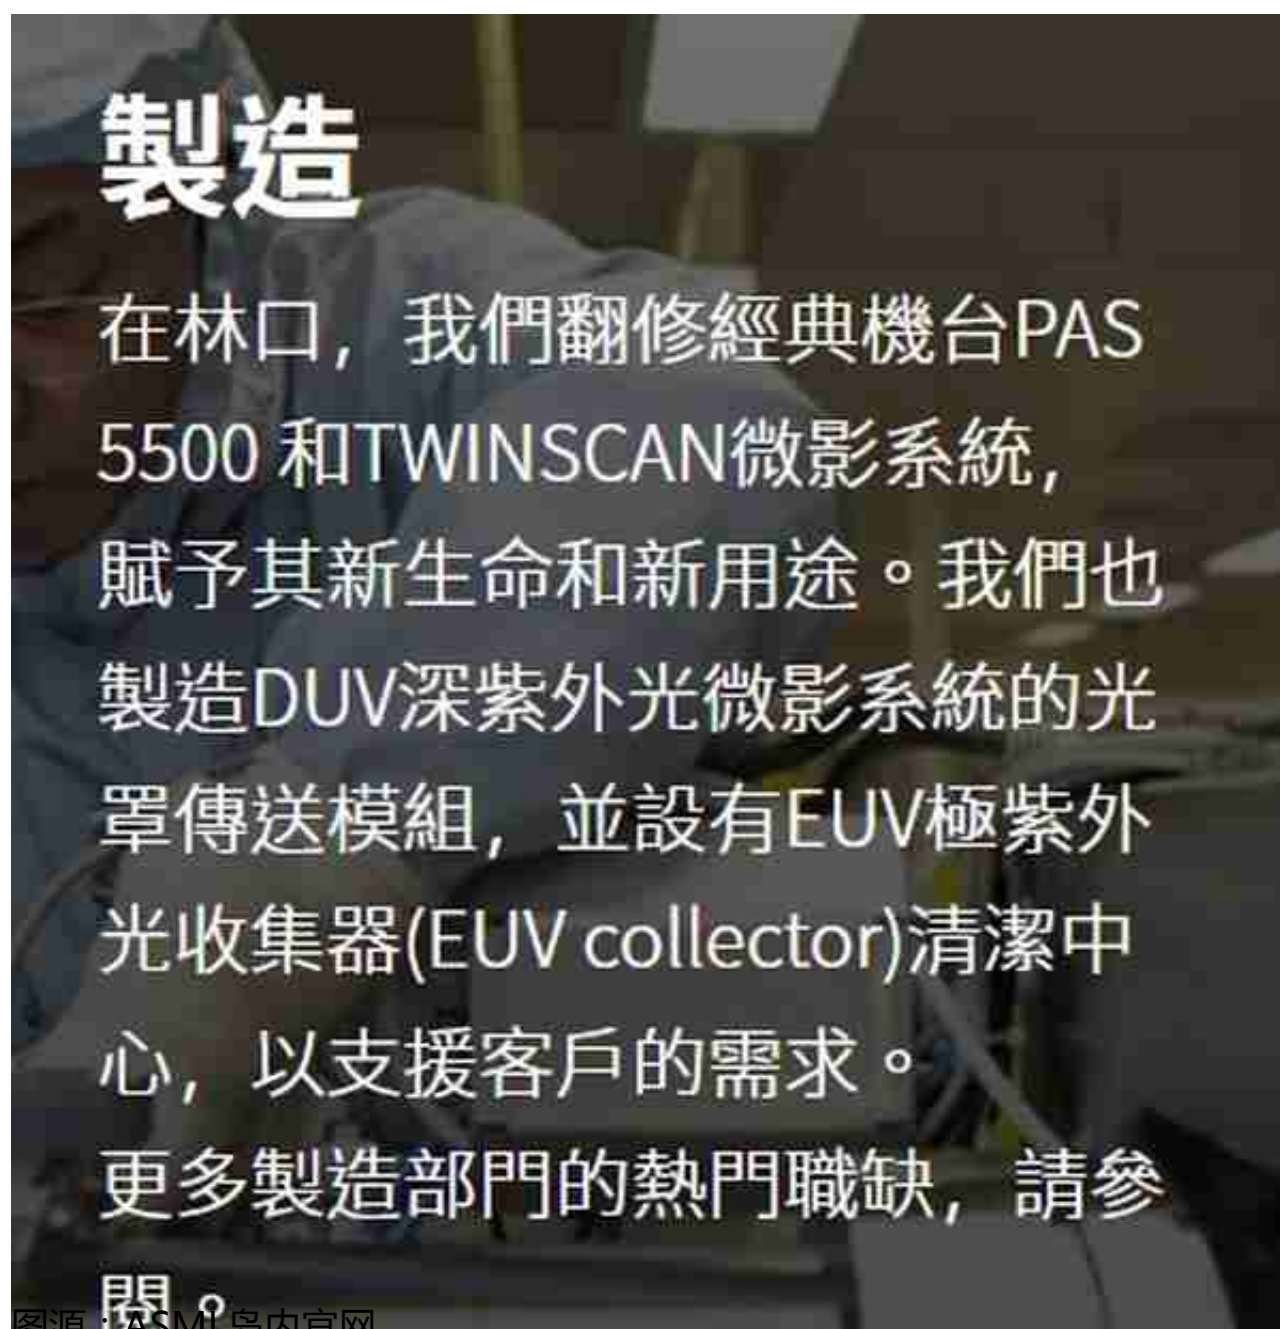 製造
在林口，我們翻修經典機台PAS
5500 和TWINSCAN微影系統，
賦予其新生命和新用途。我們也
製造DUV深紫外光微影系統的光
罩傳送模組，並設有EUV極紫外
光收集器(EUV collector)清潔中
心，以支援客戶的需求。
更多製造部門的熱門職缺，請參
閱。
图源：ASML岛内官网